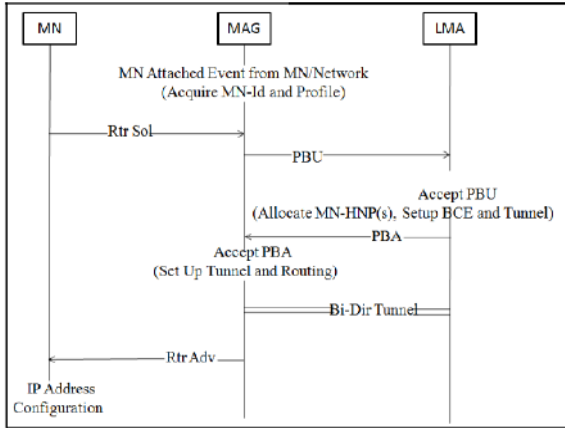 MN MAG LMA
MN Attached Event from MN/Network
(Acquire MN-Id and Profile)
Rtr Sol
PBU
Accept PBU
(Allocate MN-HNP(s), Setup BCE and Tunnel)
PBA
Accept PBA
(Set Up Tunnel and Routing)
Bi-Dir Tunnel
Rtr Adv
IP Address
Configuration